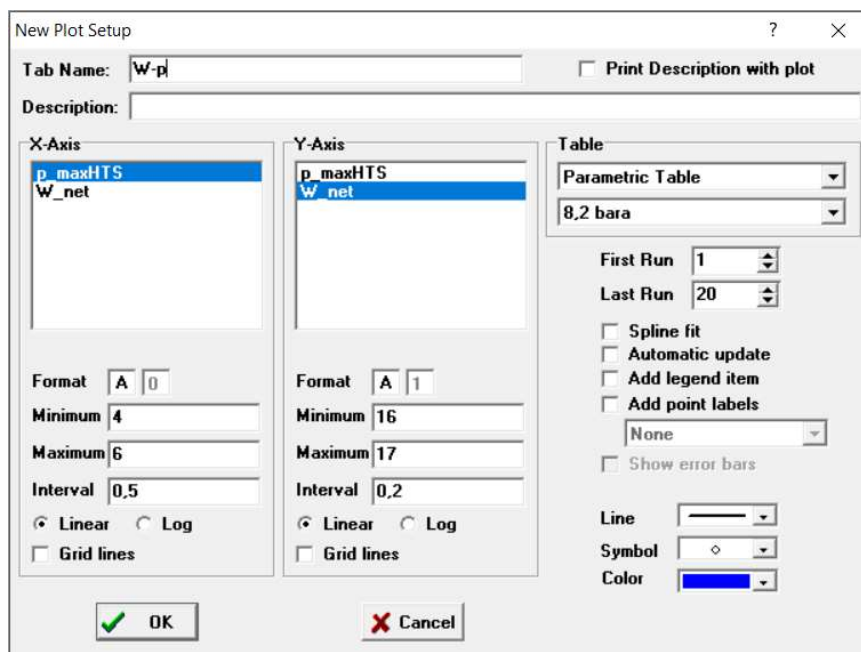 New Plot Setup ?
Tab Name: W-p Print Description with plot
Description:
X-Axis
p_maxHTS
W_net
Format A 0
Minimum 4
Maximum 6
Interval 0,5
Linear Log
Grid lines
Y-Axis
p_maxHTS
W_net
Format A 1
Minimum 16
Maximum 17
Interval 0,2
Linear Log
Grid lines
Table
Parametric Table
8,2 bara
First Run 1
Last Run 20
Spline fit
Automatic update
Add legend item
Add point labels
None
Show error bars
Line
Symbol
Color
OK
Cancel